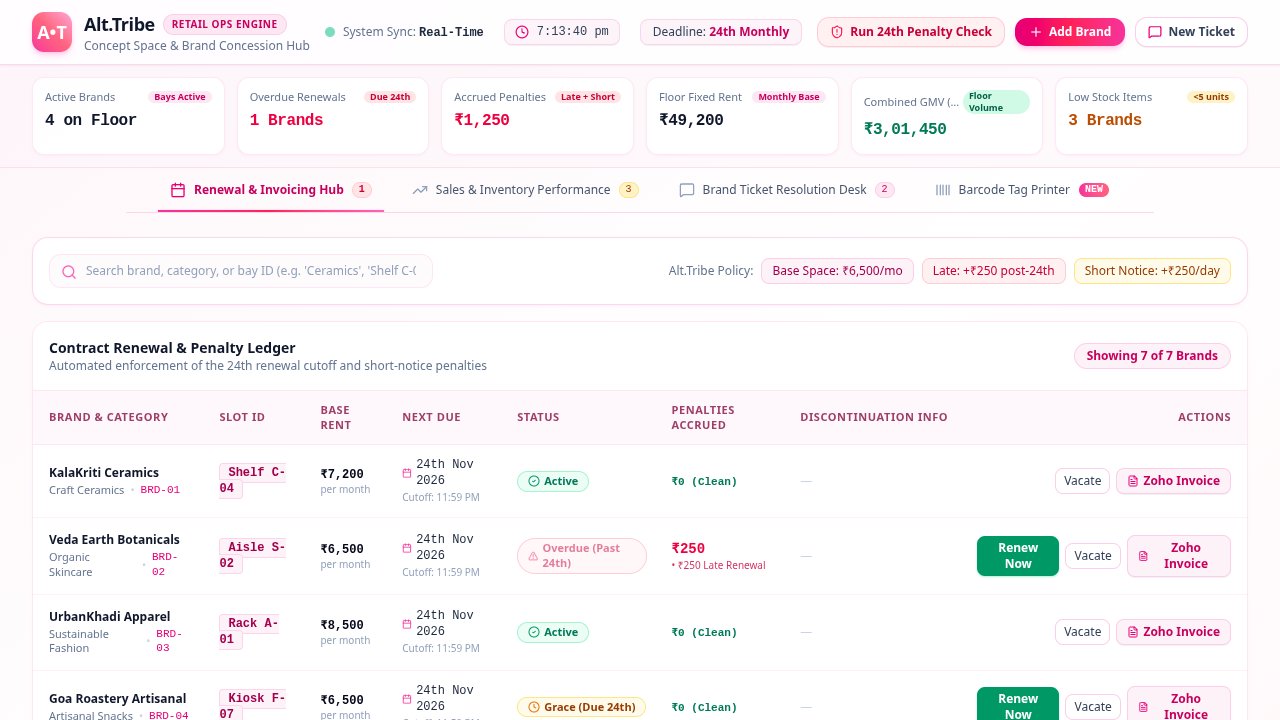 A•T
Alt.Tribe
RETAIL OPS ENGINE
Concept Space & Brand Concession Hub
System Sync: Real-Time
7:13:40 pm
Deadline: 24th Monthly
Run 24th Penalty Check
Add Brand
New Ticket
Active Brands
Bays Active
4 on Floor
Overdue Renewals
Due 24th
1 Brands
Accrued Penalties
Late + Short
₹1,250
Floor Fixed Rent
Monthly Base
₹49,200
Combined GMV (...
Floor
Volume
₹3,01,450
Low Stock Items
<5 units
3 Brands
Renewal & Invoicing Hub 1
Sales & Inventory Performance 3
Brand Ticket Resolution Desk 2
Barcode Tag Printer NEW
Search brand, category, or bay ID (e.g. 'Ceramics', 'Shelf C-(
Alt.Tribe Policy:
Base Space: ₹6,500/mo
Late: +₹250 post-24th
Short Notice: +₹250/day
Contract Renewal & Penalty Ledger
Automated enforcement of the 24th renewal cutoff and short-notice penalties
Showing 7 of 7 Brands
BRAND & CATEGORY
SLOT ID
BASE
RENT
NEXT DUE
STATUS
PENALTIES
ACCRUED
DISCONTINUATION INFO
ACTIONS
KalaKriti Ceramics
Craft Ceramics • BRD-01
Shelf C-
04
₹7,200
per month
24th Nov
2026
Cutoff: 11:59 PM
Active
₹0 (Clean)
—
Vacate
Zoho Invoice
Veda Earth Botanicals
Organic
Skincare
•
BRD-
02
Aisle S-
02
₹6,500
per month
24th Nov
2026
Cutoff: 11:59 PM
Overdue (Past
24th)
₹250
• ₹250 Late Renewal
—
Renew
Now
Vacate
Zoho
Invoice
UrbanKhadi Apparel
Sustainable
Fashion
•
BRD-
03
Rack A-
01
₹8,500
per month
24th Nov
2026
Cutoff: 11:59 PM
Active
₹0 (Clean)
—
Vacate
Zoho Invoice
Goa Roastery Artisanal
Artisanal Snacks • BRD-04
Kiosk F-
07
₹6,500
per month
24th Nov
2026
Grace (Due 24th)
₹0 (Clean)
—
Renew
Now
Vacate
Zoho
Invoice